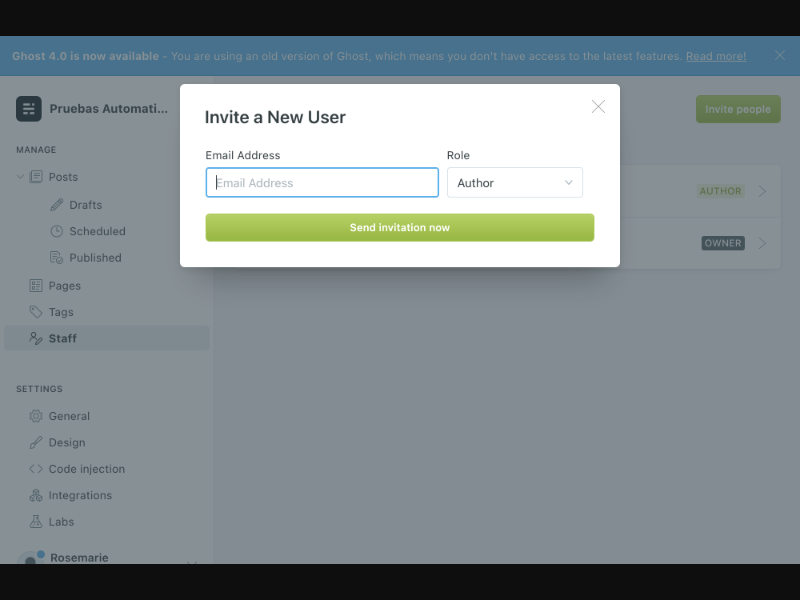 Ghost 4.0 is now available - You are using an old version of Ghost, which means you don't have access to the latest features. Read more!
Pruebas Automati...
Invite people
MANAGE
Posts
Drafts
Scheduled
Published
Pages
Tags
Staff
SETTINGS
General
Design
Code injection
Integrations
Labs
Rosemarie
Invite a New User
Email Address
Role
Email Address
Author
Send invitation now
AUTHOR
OWNER